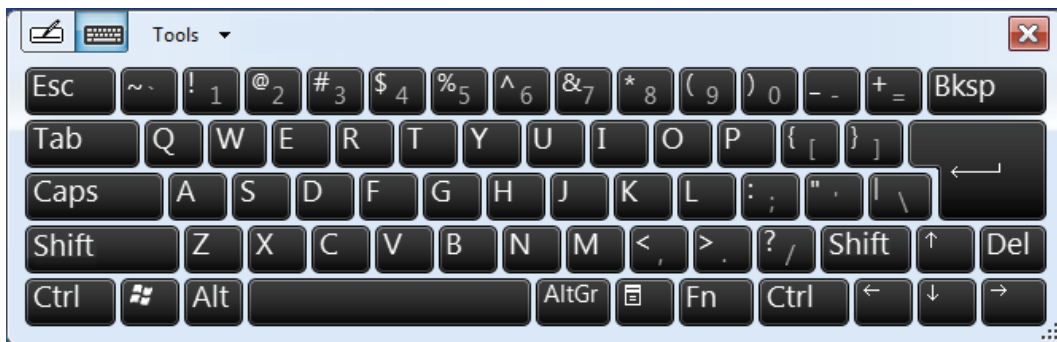 Tools
Esc ~ ` ! 1 @ 2 # 3 $ 4 % 5 ^ 6 & 7 * 8 ( 9 ) 0 _ - + = Bksp
Tab Q W E R T Y U I O P { [ } ]
Caps A S D F G H J K L : ; " ' | \
Shift Z X C V B N M < , > . ? / Shift ↑ Del
Ctrl Alt AltGr Fn Ctrl ← ↓ →